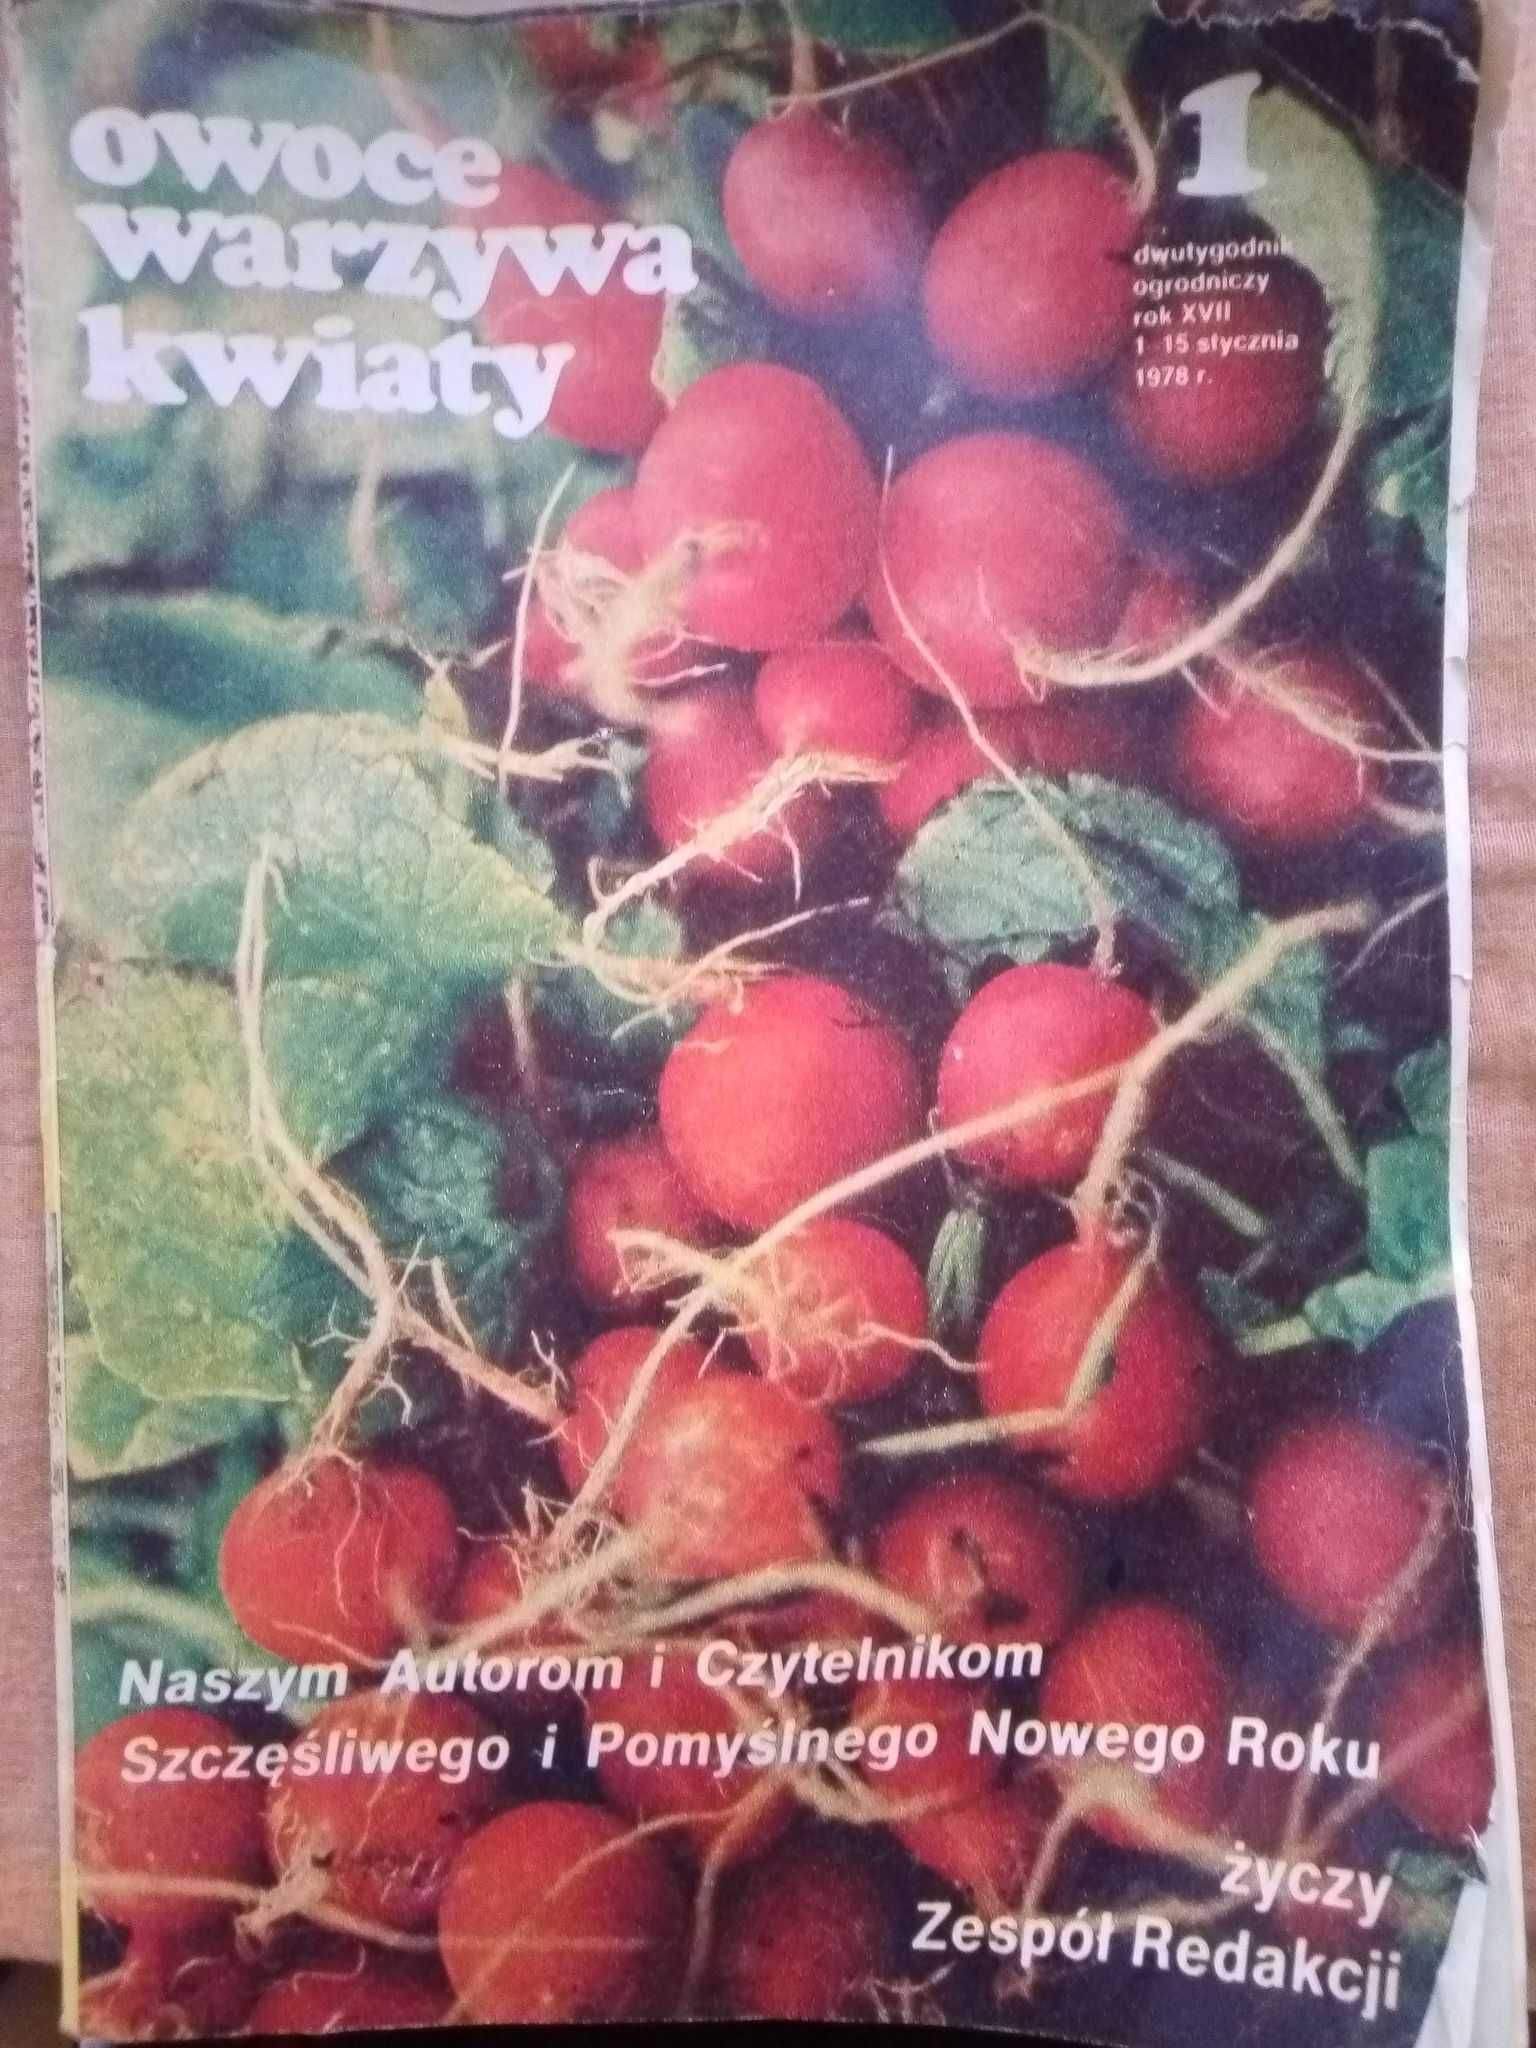 owoce
warzywa
kwiaty
1
dwutygodnik
ogrodniczy
rok XVII
1 15 stycznia
1978 r.
Naszym Autorom i Czytelnikom
Szczęśliwego i Pomyślnego Nowego Roku
życzy
Zespół Redakcji